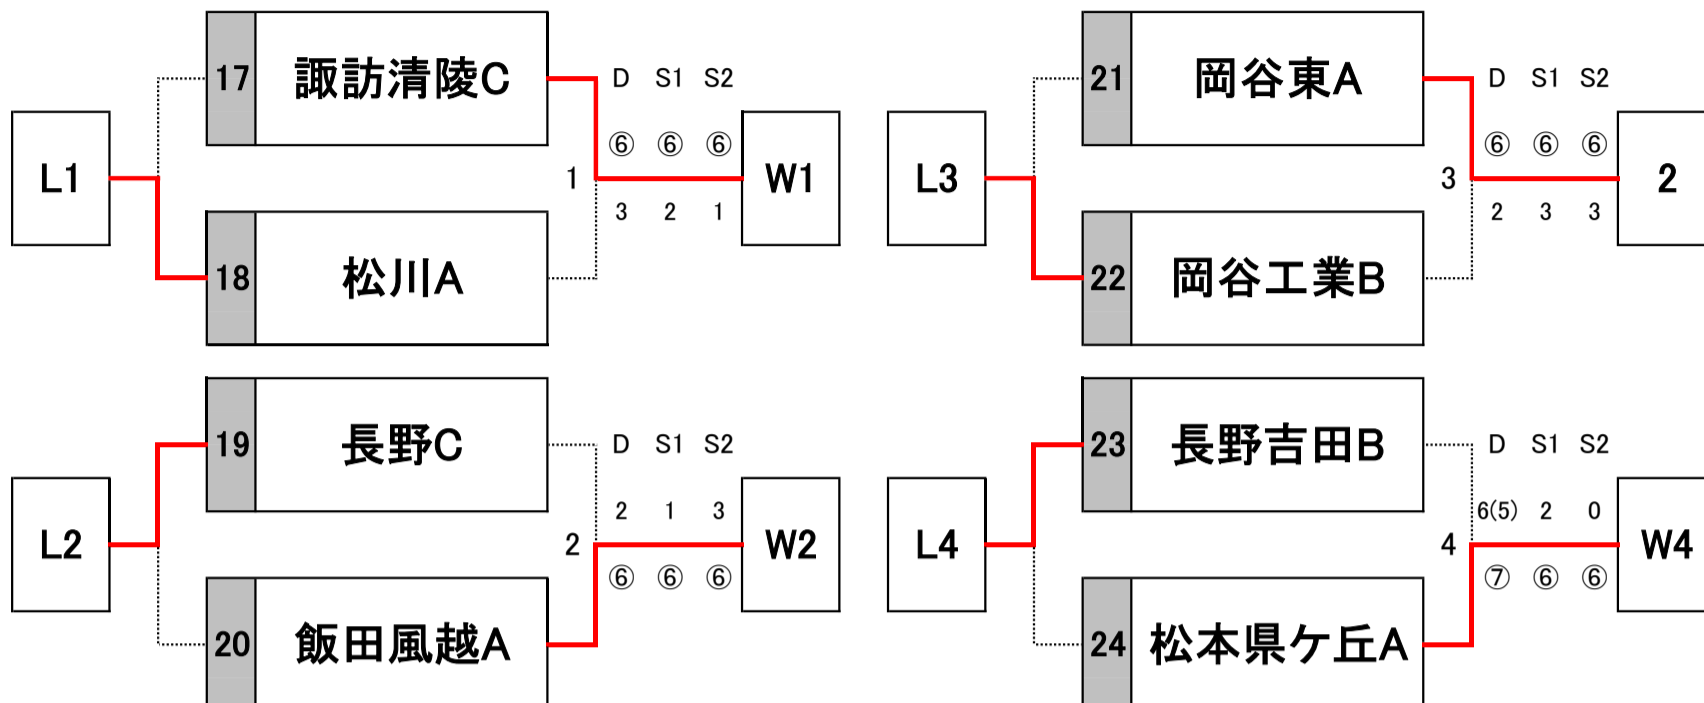 17 諏訪清陵C D S1 S2
⑥ ⑥ ⑥
L1 1 W1
3 2 1
18 松川A
21 岡谷東A D S1 S2
⑥ ⑥ ⑥
L3 3 2
2 3 3
22 岡谷工業B
19 長野C D S1 S2
2 1 3
L2 2 W2
⑥ ⑥ ⑥
20 飯田風越A
23 長野吉田B D S1 S2
6(5) 2 0
L4 4 W4
⑦ ⑥ ⑥
24 松本県ケ丘A